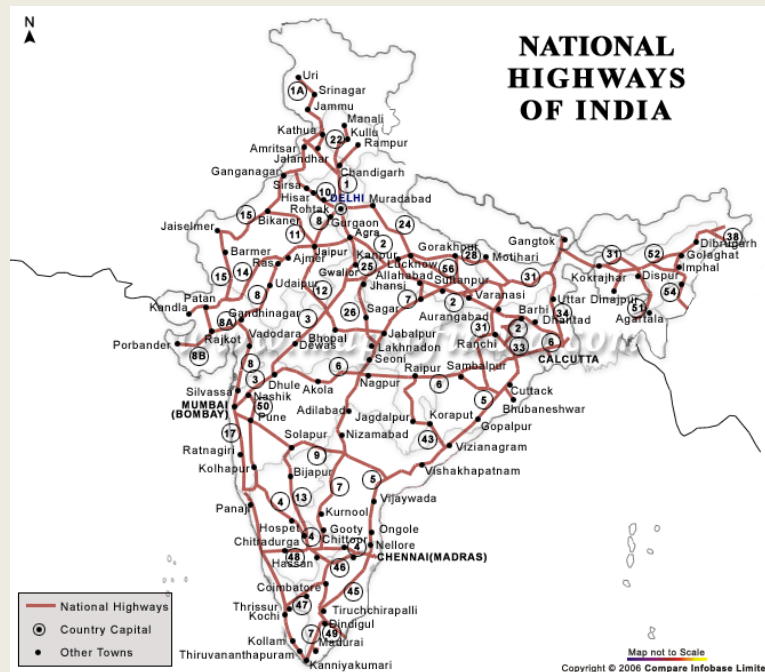 N
NATIONAL
HIGHWAYS
OF INDIA
Uri
1A
Srinagar
Jammu
Manali
Kathua
22
Kullu
Amritsar
Rampur
Jalandhar
Chandigarh
Ganganagar
1
Sirsa
10
Hisar
DELHI
Muradabad
Rohtak
15
8
Gurgaon
24
Bikaner
Agra
Jaiselmer
11
2
Gorakhpur
Gangtok
31
52
38
Dibrugarh
Jaipur
Kanpur
Lucknow
28
Motihari
Golaghat
Barmer
Ajmer
56
Kokrajhar
Dispur
Imphal
15
14
Ras
Gwalior
25
Allahabad
Sultanpur
31
Udaipur
Jhansi
Patan
8
12
7
2
Varanasi
Uttar Dinajpur
54
Kandla
26
Aurangabad
Barhi
34
51
8A
Gandhinagar
3
Sagar
31
2
Dhanbad
Agartala
Vadodara
Bhopal
Jabalpur
Ranchi
33
6
Rajkot
Dewas
Lakhnadon
CALCUTTA
Porbander
8B
8
6
Seoni
Raipur
Sambalpur
3
Dhule
Akola
Nagpur
6
Cuttack
Silvassa
Nashik
5
Bhubaneshwar
MUMBAI
(BOMBAY)
50
Adilabad
Jagdalpur
Koraput
Gopalpur
Pune
17
Nizamabad
43
Vizianagram
Ratnagiri
Solapur
9
Vishakhapatnam
Kolhapur
Bijapur
5
7
13
Vijaywada
Panaj
4
Kurnool
Hospet
Gooty
Ongole
Chitradurga
4
Chittoor
4
Nellore
48
Hassan
CHENNAI(MADRAS)
46
Coimbatore
45
Thrissur
47
Tiruchchirapalli
Kochi
Dindigul
Kollam
7
49
Madurai
Thiruvananthapuram
Kanniyakumari
National Highways
Country Capital
Other Towns
Map not to Scale
Copyright © 2006 Compare Infobase Limite